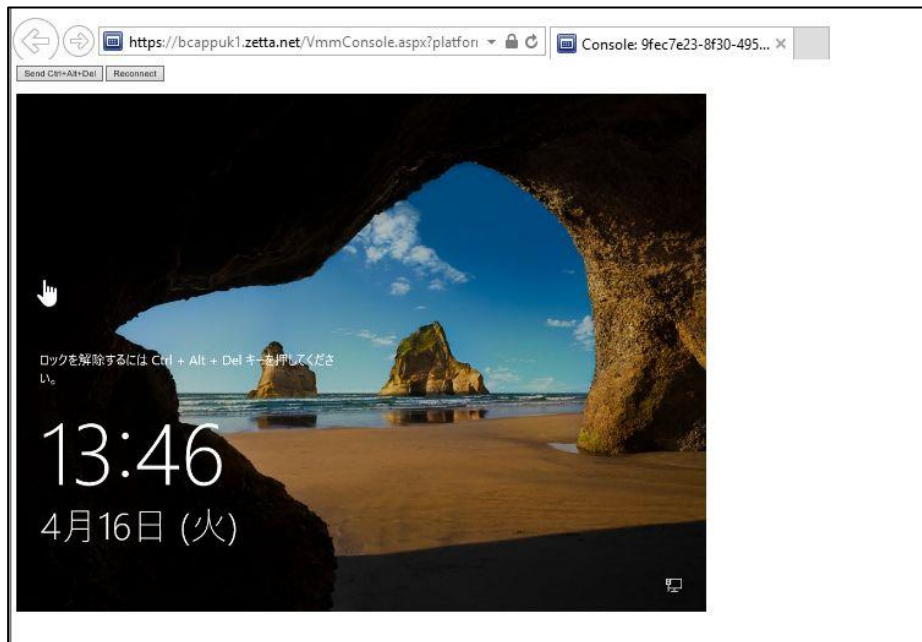 https://bcappuk1.zetta.net/VmmConsole.aspx?platfor
Console: 9fec7e23-8f30-495...
Send Ctrl+Alt+Del Reconnect
ロックを解除するには Ctrl + Alt + Del キーを押してくださ
い。
13:46
4月16日 (火)